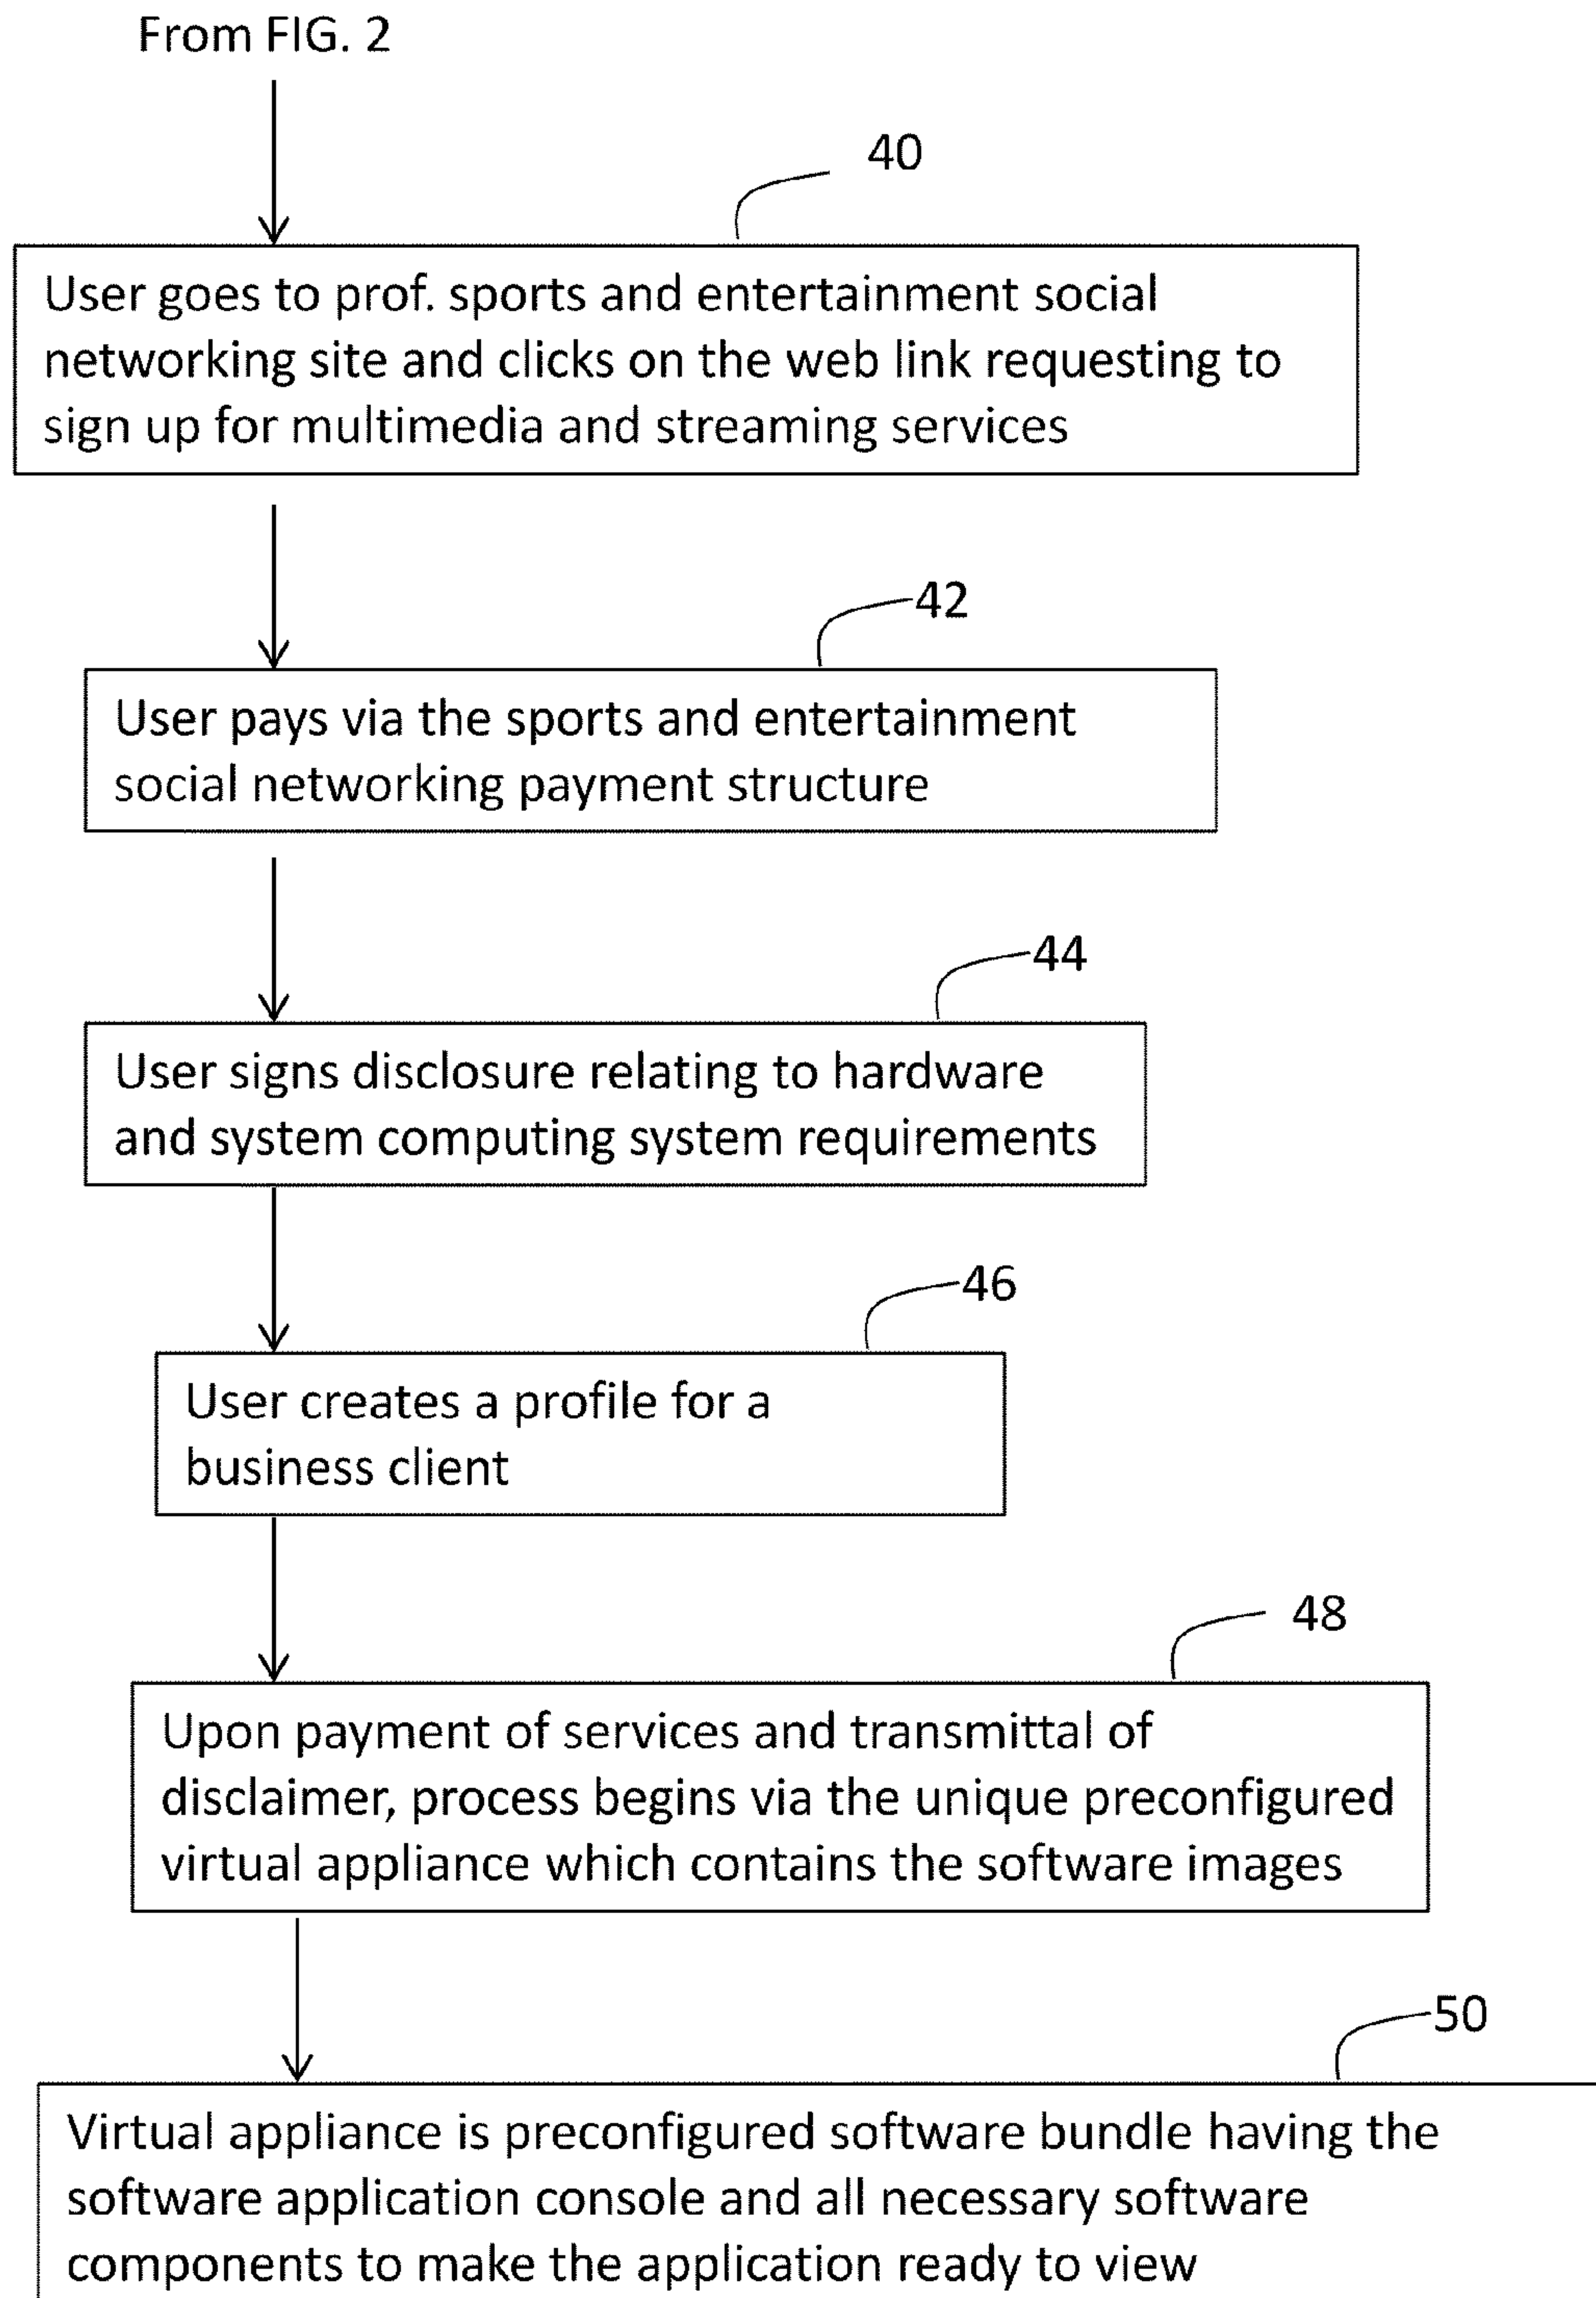 From FIG. 2
40
User goes to prof. sports and entertainment social
networking site and clicks on the web link requesting to
sign up for multimedia and streaming services
42
User pays via the sports and entertainment
social networking payment structure
44
User signs disclosure relating to hardware
and system computing system requirements
46
User creates a profile for a
business client
48
Upon payment of services and transmittal of
disclaimer, process begins via the unique preconfigured
virtual appliance which contains the software images
50
Virtual appliance is preconfigured software bundle having the
software application console and all necessary software
components to make the application ready to view